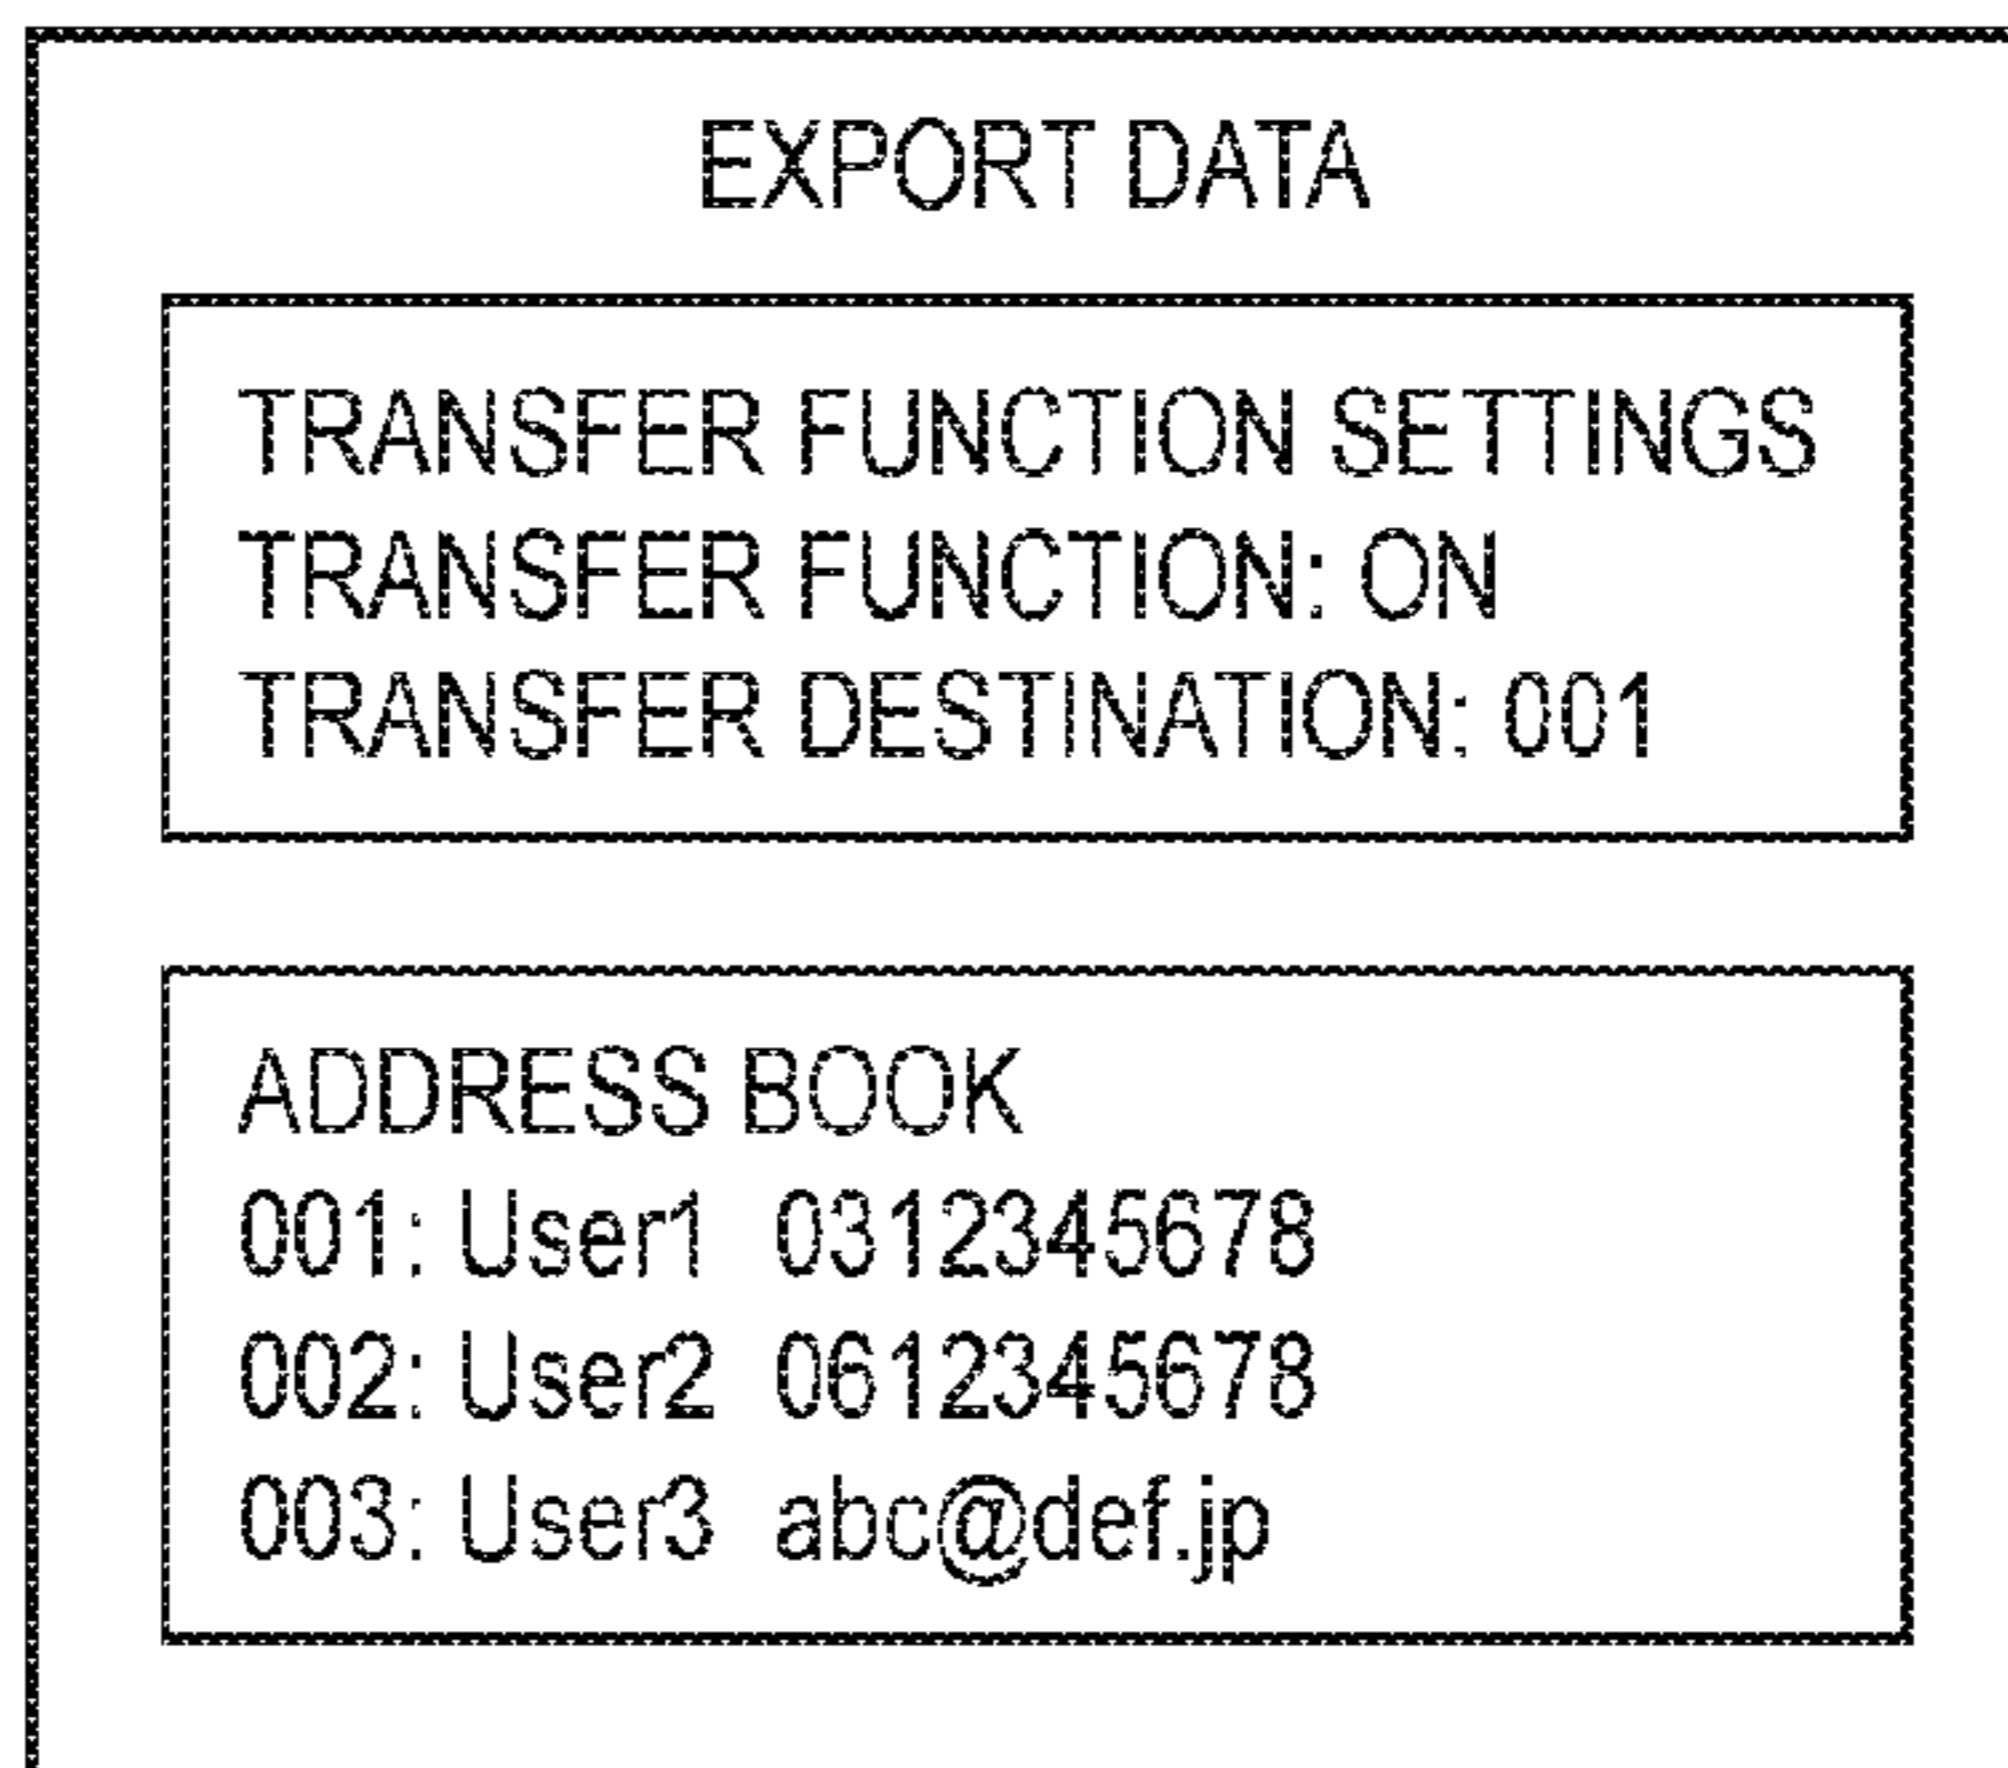 EXPORT DATA
TRANSFER FUNCTION SETTINGS
TRANSFER FUNCTION: ON
TRANSFER DESTINATION: 001
ADDRESS BOOK
001: User1 0312345678
002: User2 0612345678
003: User3 abc@def.jp